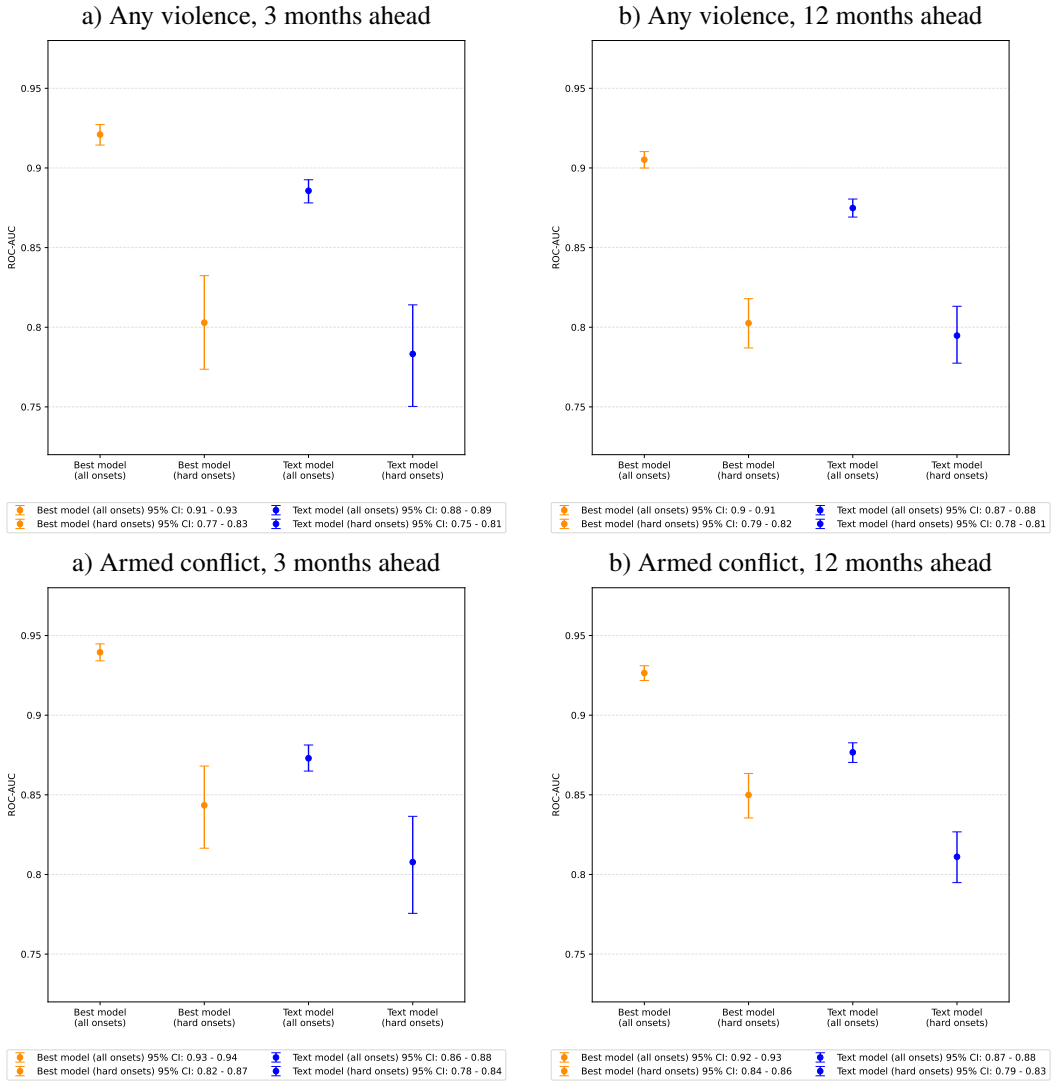 a) Any violence, 3 months ahead
0.95
0.9
0.85
0.8
0.75
ROC-AUC
Best model
(all onsets)
Best model
(hard onsets)
Text model
(all onsets)
Text model
(hard onsets)
Best model (all onsets) 95% CI: 0.91 - 0.93
Best model (hard onsets) 95% CI: 0.77 - 0.83
Text model (all onsets) 95% CI: 0.88 - 0.89
Text model (hard onsets) 95% CI: 0.75 - 0.81
b) Any violence, 12 months ahead
0.95
0.9
0.85
0.8
0.75
ROC-AUC
Best model
(all onsets)
Best model
(hard onsets)
Text model
(all onsets)
Text model
(hard onsets)
Best model (all onsets) 95% CI: 0.9 - 0.91
Best model (hard onsets) 95% CI: 0.79 - 0.82
Text model (all onsets) 95% CI: 0.87 - 0.88
Text model (hard onsets) 95% CI: 0.78 - 0.81
a) Armed conflict, 3 months ahead
0.95
0.9
0.85
0.8
0.75
ROC-AUC
Best model
(all onsets)
Best model
(hard onsets)
Text model
(all onsets)
Text model
(hard onsets)
Best model (all onsets) 95% CI: 0.93 - 0.94
Best model (hard onsets) 95% CI: 0.82 - 0.87
Text model (all onsets) 95% CI: 0.86 - 0.88
Text model (hard onsets) 95% CI: 0.78 - 0.84
b) Armed conflict, 12 months ahead
0.95
0.9
0.85
0.8
0.75
ROC-AUC
Best model
(all onsets)
Best model
(hard onsets)
Text model
(all onsets)
Text model
(hard onsets)
Best model (all onsets) 95% CI: 0.92 - 0.93
Best model (hard onsets) 95% CI: 0.84 - 0.86
Text model (all onsets) 95% CI: 0.87 - 0.88
Text model (hard onsets) 95% CI: 0.79 - 0.83